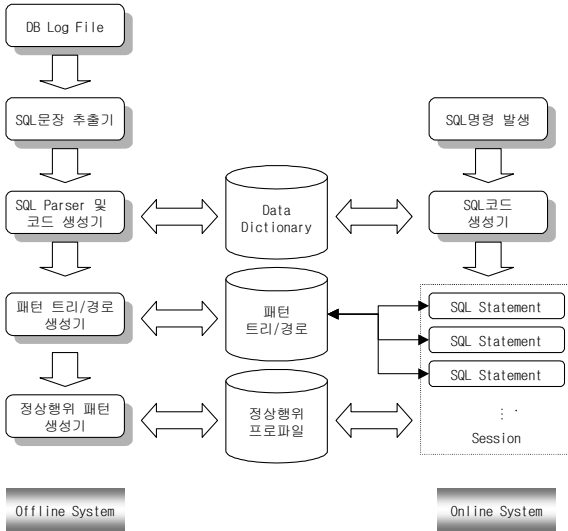 DB Log File
SQL문장 추출기
SQL명령 발생
SQL Parser 및
코드 생성기
Data
Dictionary
SQL코드
생성기
패턴 트리/경로
생성기
패턴
트리/경로
SQL Statement
SQL Statement
SQL Statement
정상행위 패턴
생성기
정상행위
프로파일
Session
Offline System
Online System